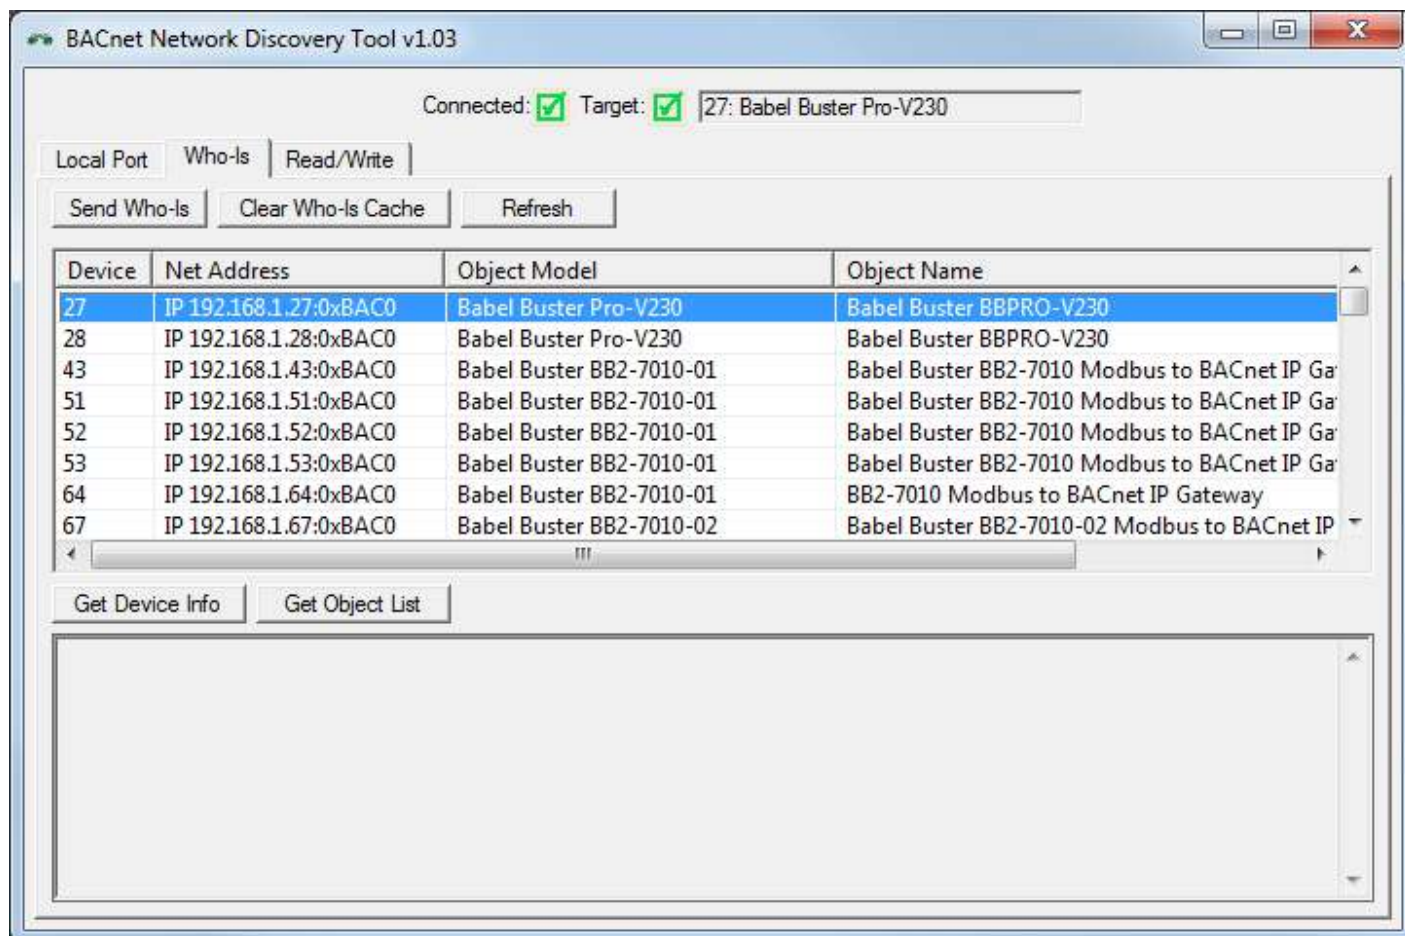 BACnet Network Discovery Tool v1.03
Connected: Target: 27: Babel Buster Pro-V230
Local Port Who-Is Read/Write
Send Who-Is Clear Who-Is Cache Refresh
Device Net Address Object Model Object Name
27 IP 192.168.1.27:0xBAC0 Babel Buster Pro-V230 Babel Buster BBPRO-V230
28 IP 192.168.1.28:0xBAC0 Babel Buster Pro-V230 Babel Buster BBPRO-V230
43 IP 192.168.1.43:0xBAC0 Babel Buster BB2-7010-01 Babel Buster BB2-7010 Modbus to BACnet IP Ga
51 IP 192.168.1.51:0xBAC0 Babel Buster BB2-7010-01 Babel Buster BB2-7010 Modbus to BACnet IP Ga
52 IP 192.168.1.52:0xBAC0 Babel Buster BB2-7010-01 Babel Buster BB2-7010 Modbus to BACnet IP Ga
53 IP 192.168.1.53:0xBAC0 Babel Buster BB2-7010-01 Babel Buster BB2-7010 Modbus to BACnet IP Ga
64 IP 192.168.1.64:0xBAC0 Babel Buster BB2-7010-01 BB2-7010 Modbus to BACnet IP Gateway
67 IP 192.168.1.67:0xBAC0 Babel Buster BB2-7010-02 Babel Buster BB2-7010-02 Modbus to BACnet IP
Get Device Info Get Object List